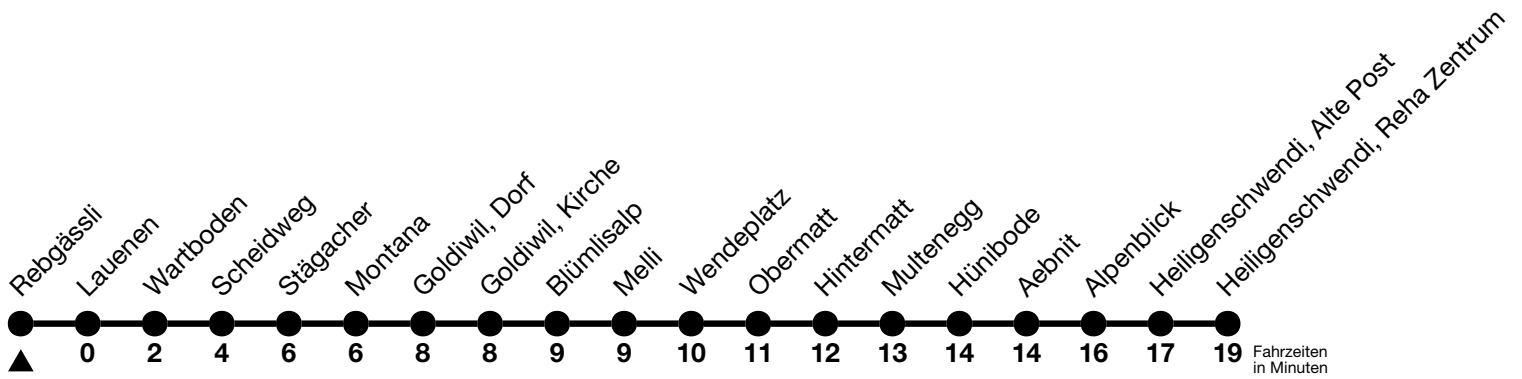 Rebgässli
Lauenen
Wartboden
Scheidweg
Stägacher
Montana
Goldiwil, Dorf
Goldiwil, Kirche
Blümlisalp
Melli
Wendeplatz
Obermatt
Hintermatt
Multenegg
Hünibode
Aebnit
Alpenblick
Heiligenschwendi, Alte Post
Heiligenschwendi, Reha Zentrum
0 2 4 6 6 8 8 9 9 10 11 12 13 14 14 16 17 19 Fahrzeiten
in Minuten